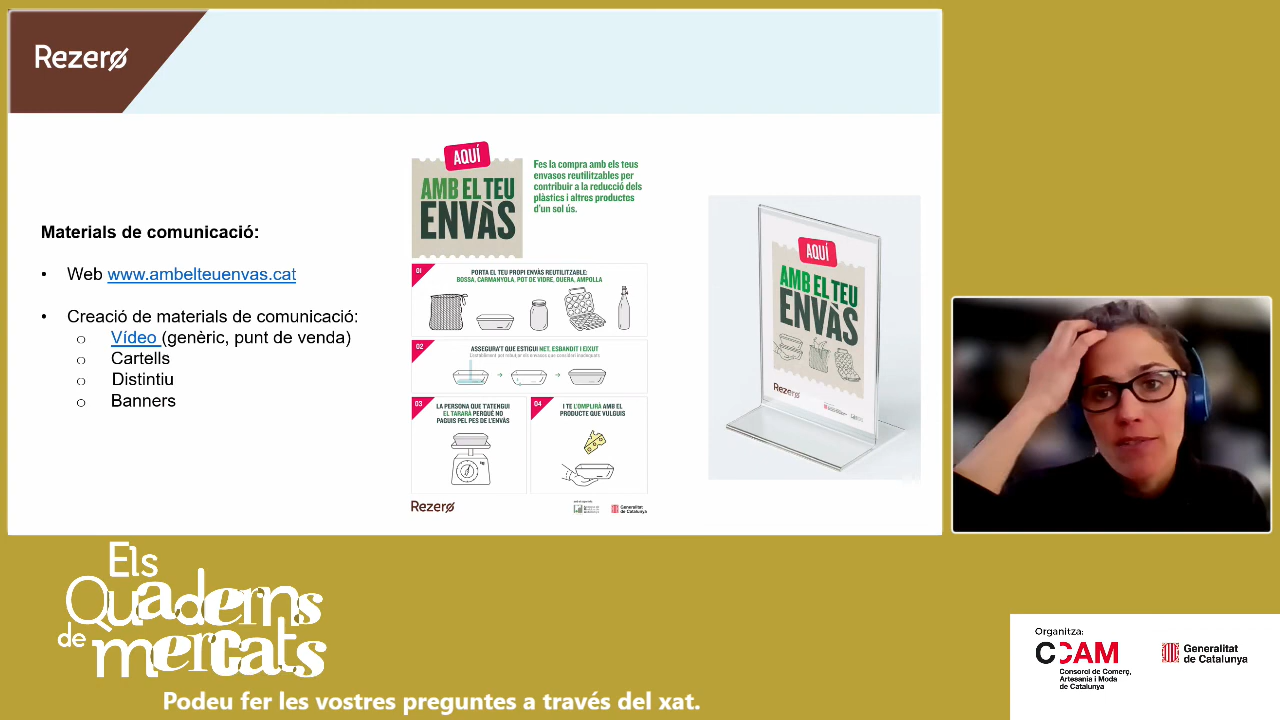 Rezerø
Materials de comunicació:
• Web www.ambelteuenvas.cat
• Creació de materials de comunicació:
o Vídeo (genèric, punt de venda)
o Cartells
o Distintiu
o Banners
AQUÍ
AMB EL TEU
ENVÀS
Fes la compra amb els teus
envasos reutilitzables per
contribuir a la reducció dels
plàstics i altres productes
d'un sol ús.
01
PORTA EL TEU PROPI ENVÀS REUTILITZABLE:
BOSSA, CARMANYOLA, POT DE VIDRE, OUERA, AMPOLLA
02
ASSEGURA'T QUE ESTIGUI NET, ESBANDIT I EIXUT
03
LA PERSONA QUE T'ATENGUI
EL TARARÀ PERQUÈ NO
PAGUIS PEL PES DE L'ENVÀS
04
I TE L'OMPLIRÀ AMB EL
PRODUCTE QUE VULGUIS
Rezerø
Generalitat
de Catalunya
AQUÍ
AMB EL TEU
ENVÀS
Rezerø
Els
Quaderns
de mercats
Podeu fer les vostres preguntes a través del xat.
Organitza:
CCAM
Consorci de Comerç,
Artesania i Moda
de Catalunya
Generalitat
de Catalunya